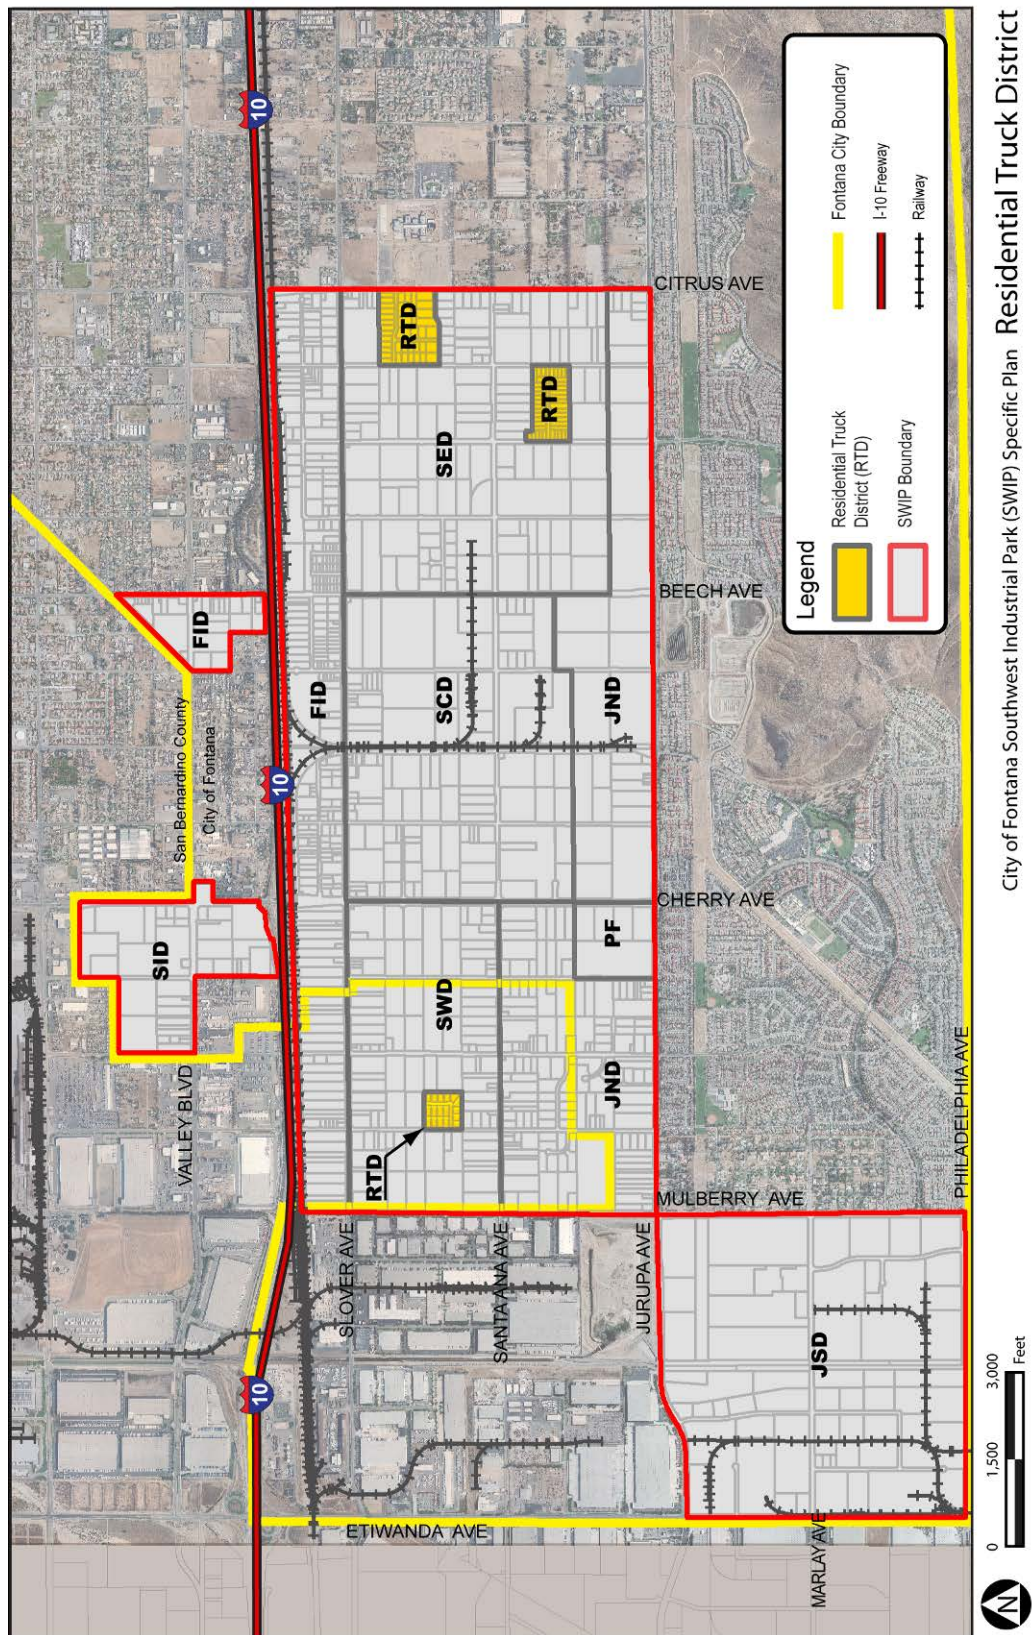 10
10
10
San Bernardino County
City of Fontana
VALLEY BLVD
SID
FID
FID
RTD
SED
RTD
SCD
SWD
RTD
PF
JND
JND
JSD
CITRUS AVE
BEECH AVE
CHERRY AVE
MULBERRY AVE
SLOVER AVE
SANTA ANA AVE
JURUPA AVE
ETIWANDA AVE
MARLAY AVE
PHILADELPHIA AVE
Legend
Residential Truck
District (RTD)
SWIP Boundary
Fontana City Boundary
I-10 Freeway
Railway
N
0 1,500 3,000
Feet
City of Fontana Southwest Industrial Park (SWIP) Specific Plan Residential Truck District